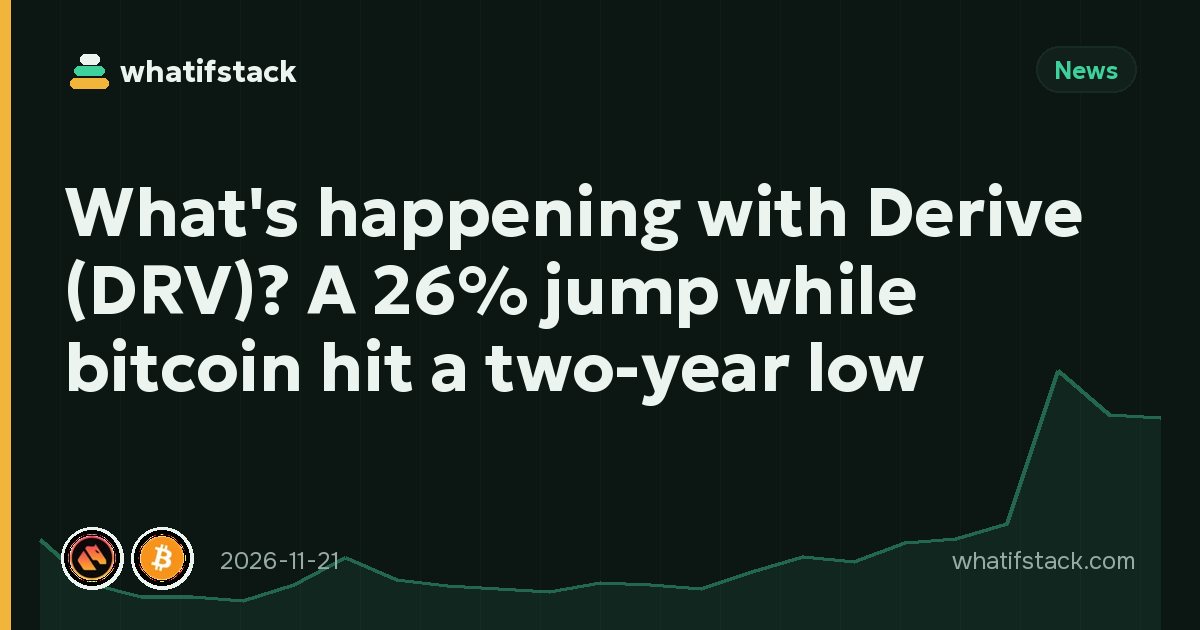 whatifstack
News
What's happening with Derive
(DRV)? A 26% jump while
bitcoin hit a two-year low
2026-11-21
whatifstack.com